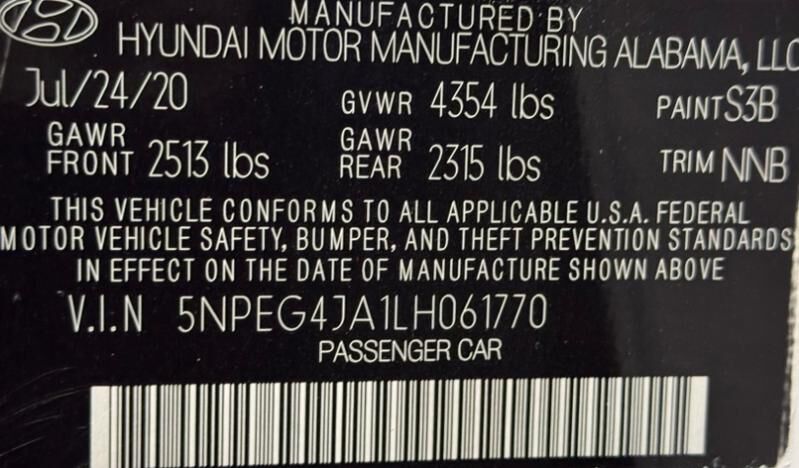 MANUFACTURED BY
HYUNDAI MOTOR MANUFACTURING ALABAMA, LLC
Jul/24/20 GVWR 4354 lbs PAINT S3B
GAWR FRONT 2513 lbs GAWR REAR 2315 lbs TRIM NNB
THIS VEHICLE CONFORMS TO ALL APPLICABLE U.S.A. FEDERAL
MOTOR VEHICLE SAFETY, BUMPER, AND THEFT PREVENTION STANDARDS
IN EFFECT ON THE DATE OF MANUFACTURE SHOWN ABOVE
V.I.N 5NPEG4JA1LH061770
PASSENGER CAR